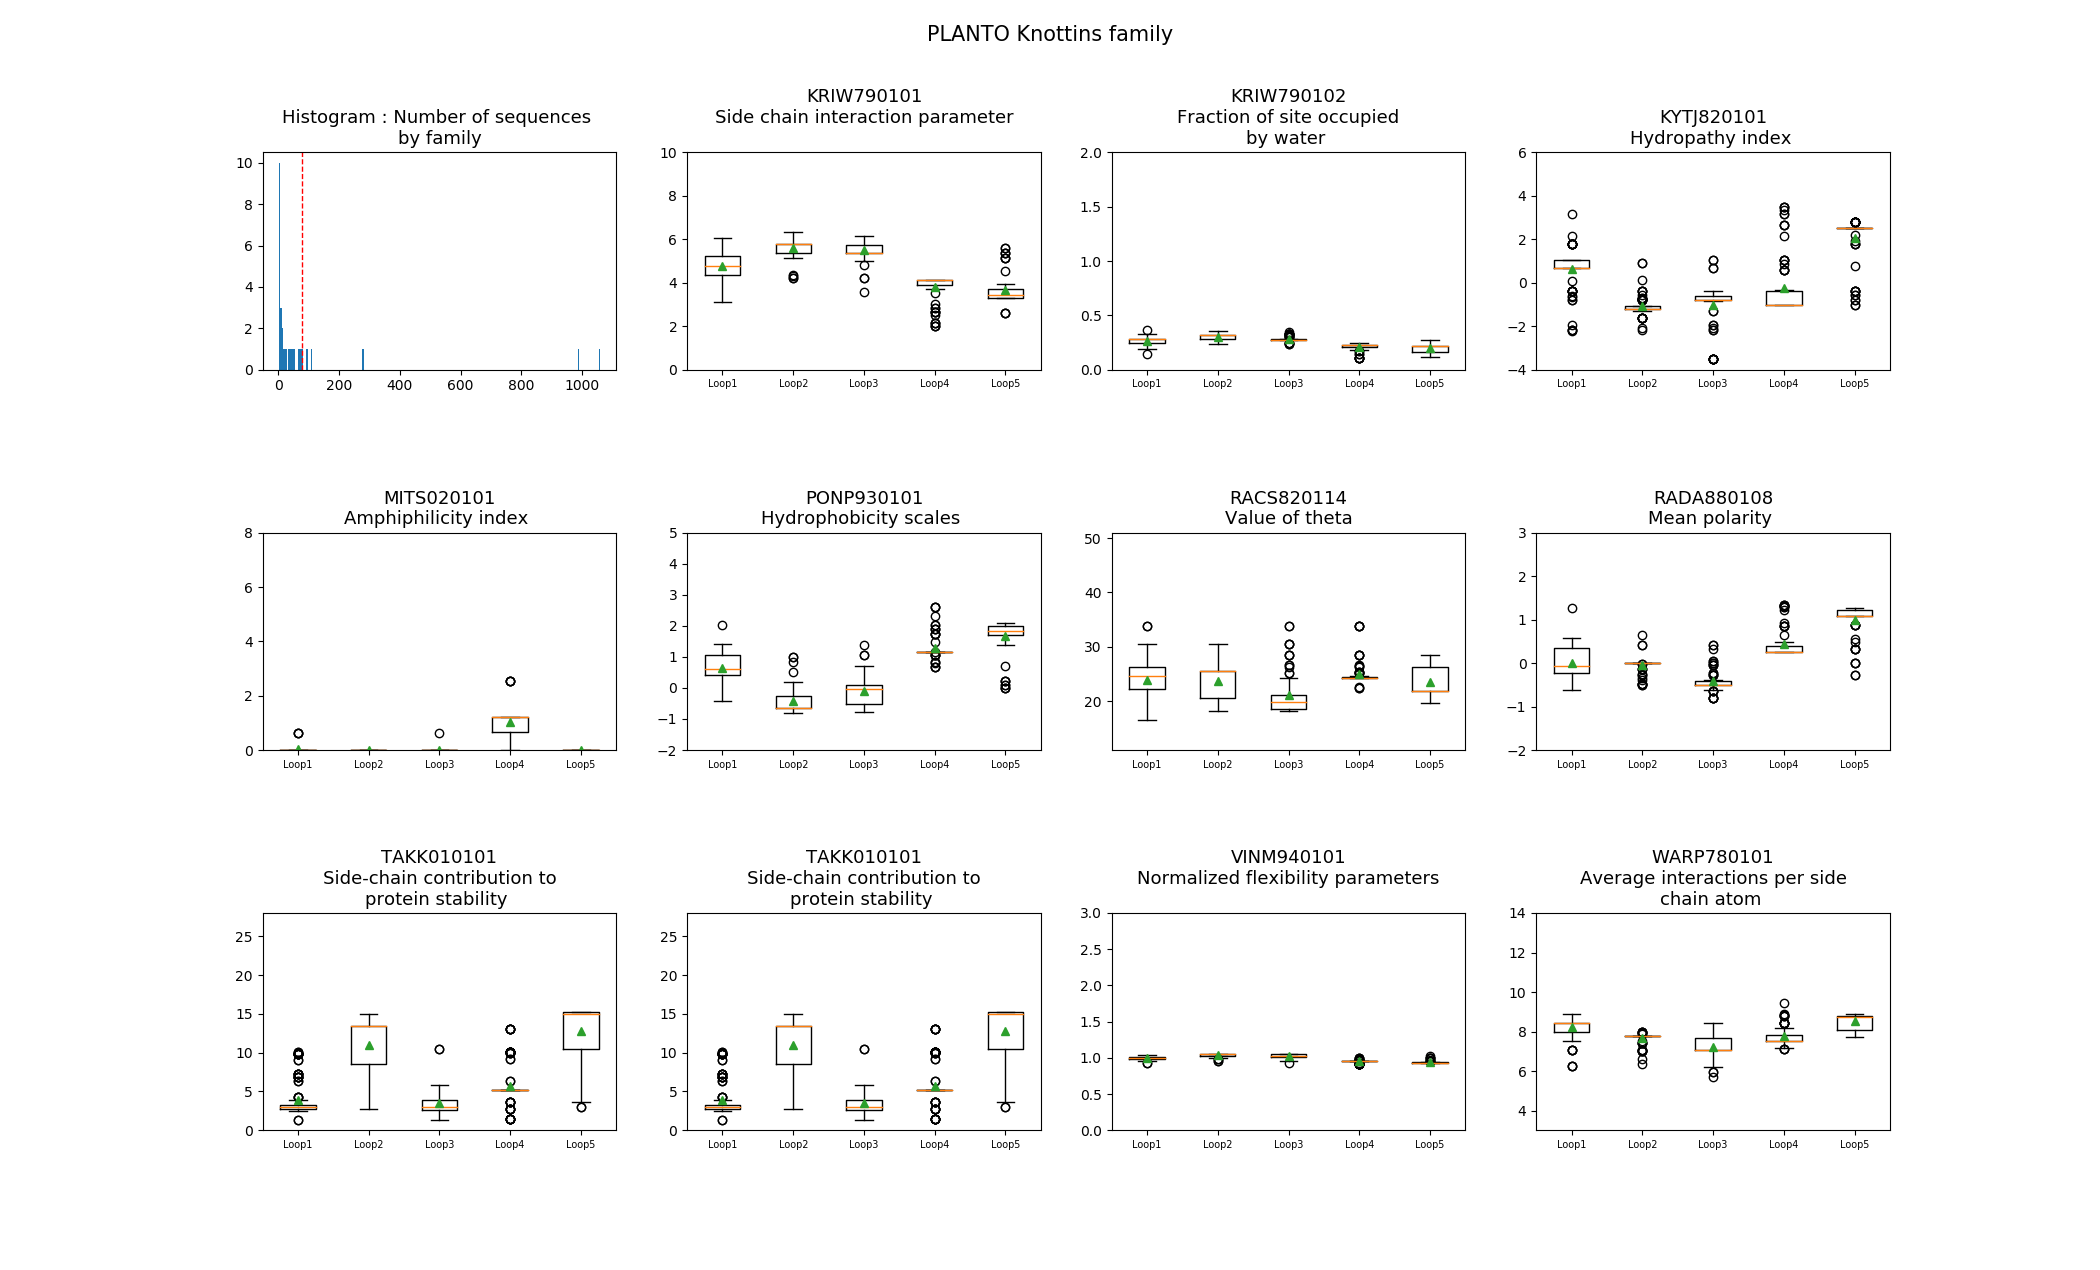 PLANTO Knottins family
Histogram : Number of sequences
by family
10
8
6
4
2
0
0 200 400 600 800 1000
KRIW790101
Side chain interaction parameter
10
8
6
4
2
0
Loop1 Loop2 Loop3 Loop4 Loop5
KRIW790102
Fraction of site occupied
by water
2.0
1.5
1.0
0.5
0.0
Loop1 Loop2 Loop3 Loop4 Loop5
KYTJ820101
Hydropathy index
6
4
2
0
−2
−4
Loop1 Loop2 Loop3 Loop4 Loop5
MITS020101
Amphiphilicity index
8
6
4
2
0
Loop1 Loop2 Loop3 Loop4 Loop5
PONP930101
Hydrophobicity scales
5
4
3
2
1
0
−1
−2
Loop1 Loop2 Loop3 Loop4 Loop5
RACS820114
Value of theta
50
40
30
20
Loop1 Loop2 Loop3 Loop4 Loop5
RADA880108
Mean polarity
3
2
1
0
−1
−2
Loop1 Loop2 Loop3 Loop4 Loop5
TAKK010101
Side-chain contribution to
protein stability
25
20
15
10
5
0
Loop1 Loop2 Loop3 Loop4 Loop5
TAKK010101
Side-chain contribution to
protein stability
25
20
15
10
5
0
Loop1 Loop2 Loop3 Loop4 Loop5
VINM940101
Normalized flexibility parameters
3.0
2.5
2.0
1.5
1.0
0.5
0.0
Loop1 Loop2 Loop3 Loop4 Loop5
WARP780101
Average interactions per side
chain atom
14
12
10
8
6
4
Loop1 Loop2 Loop3 Loop4 Loop5